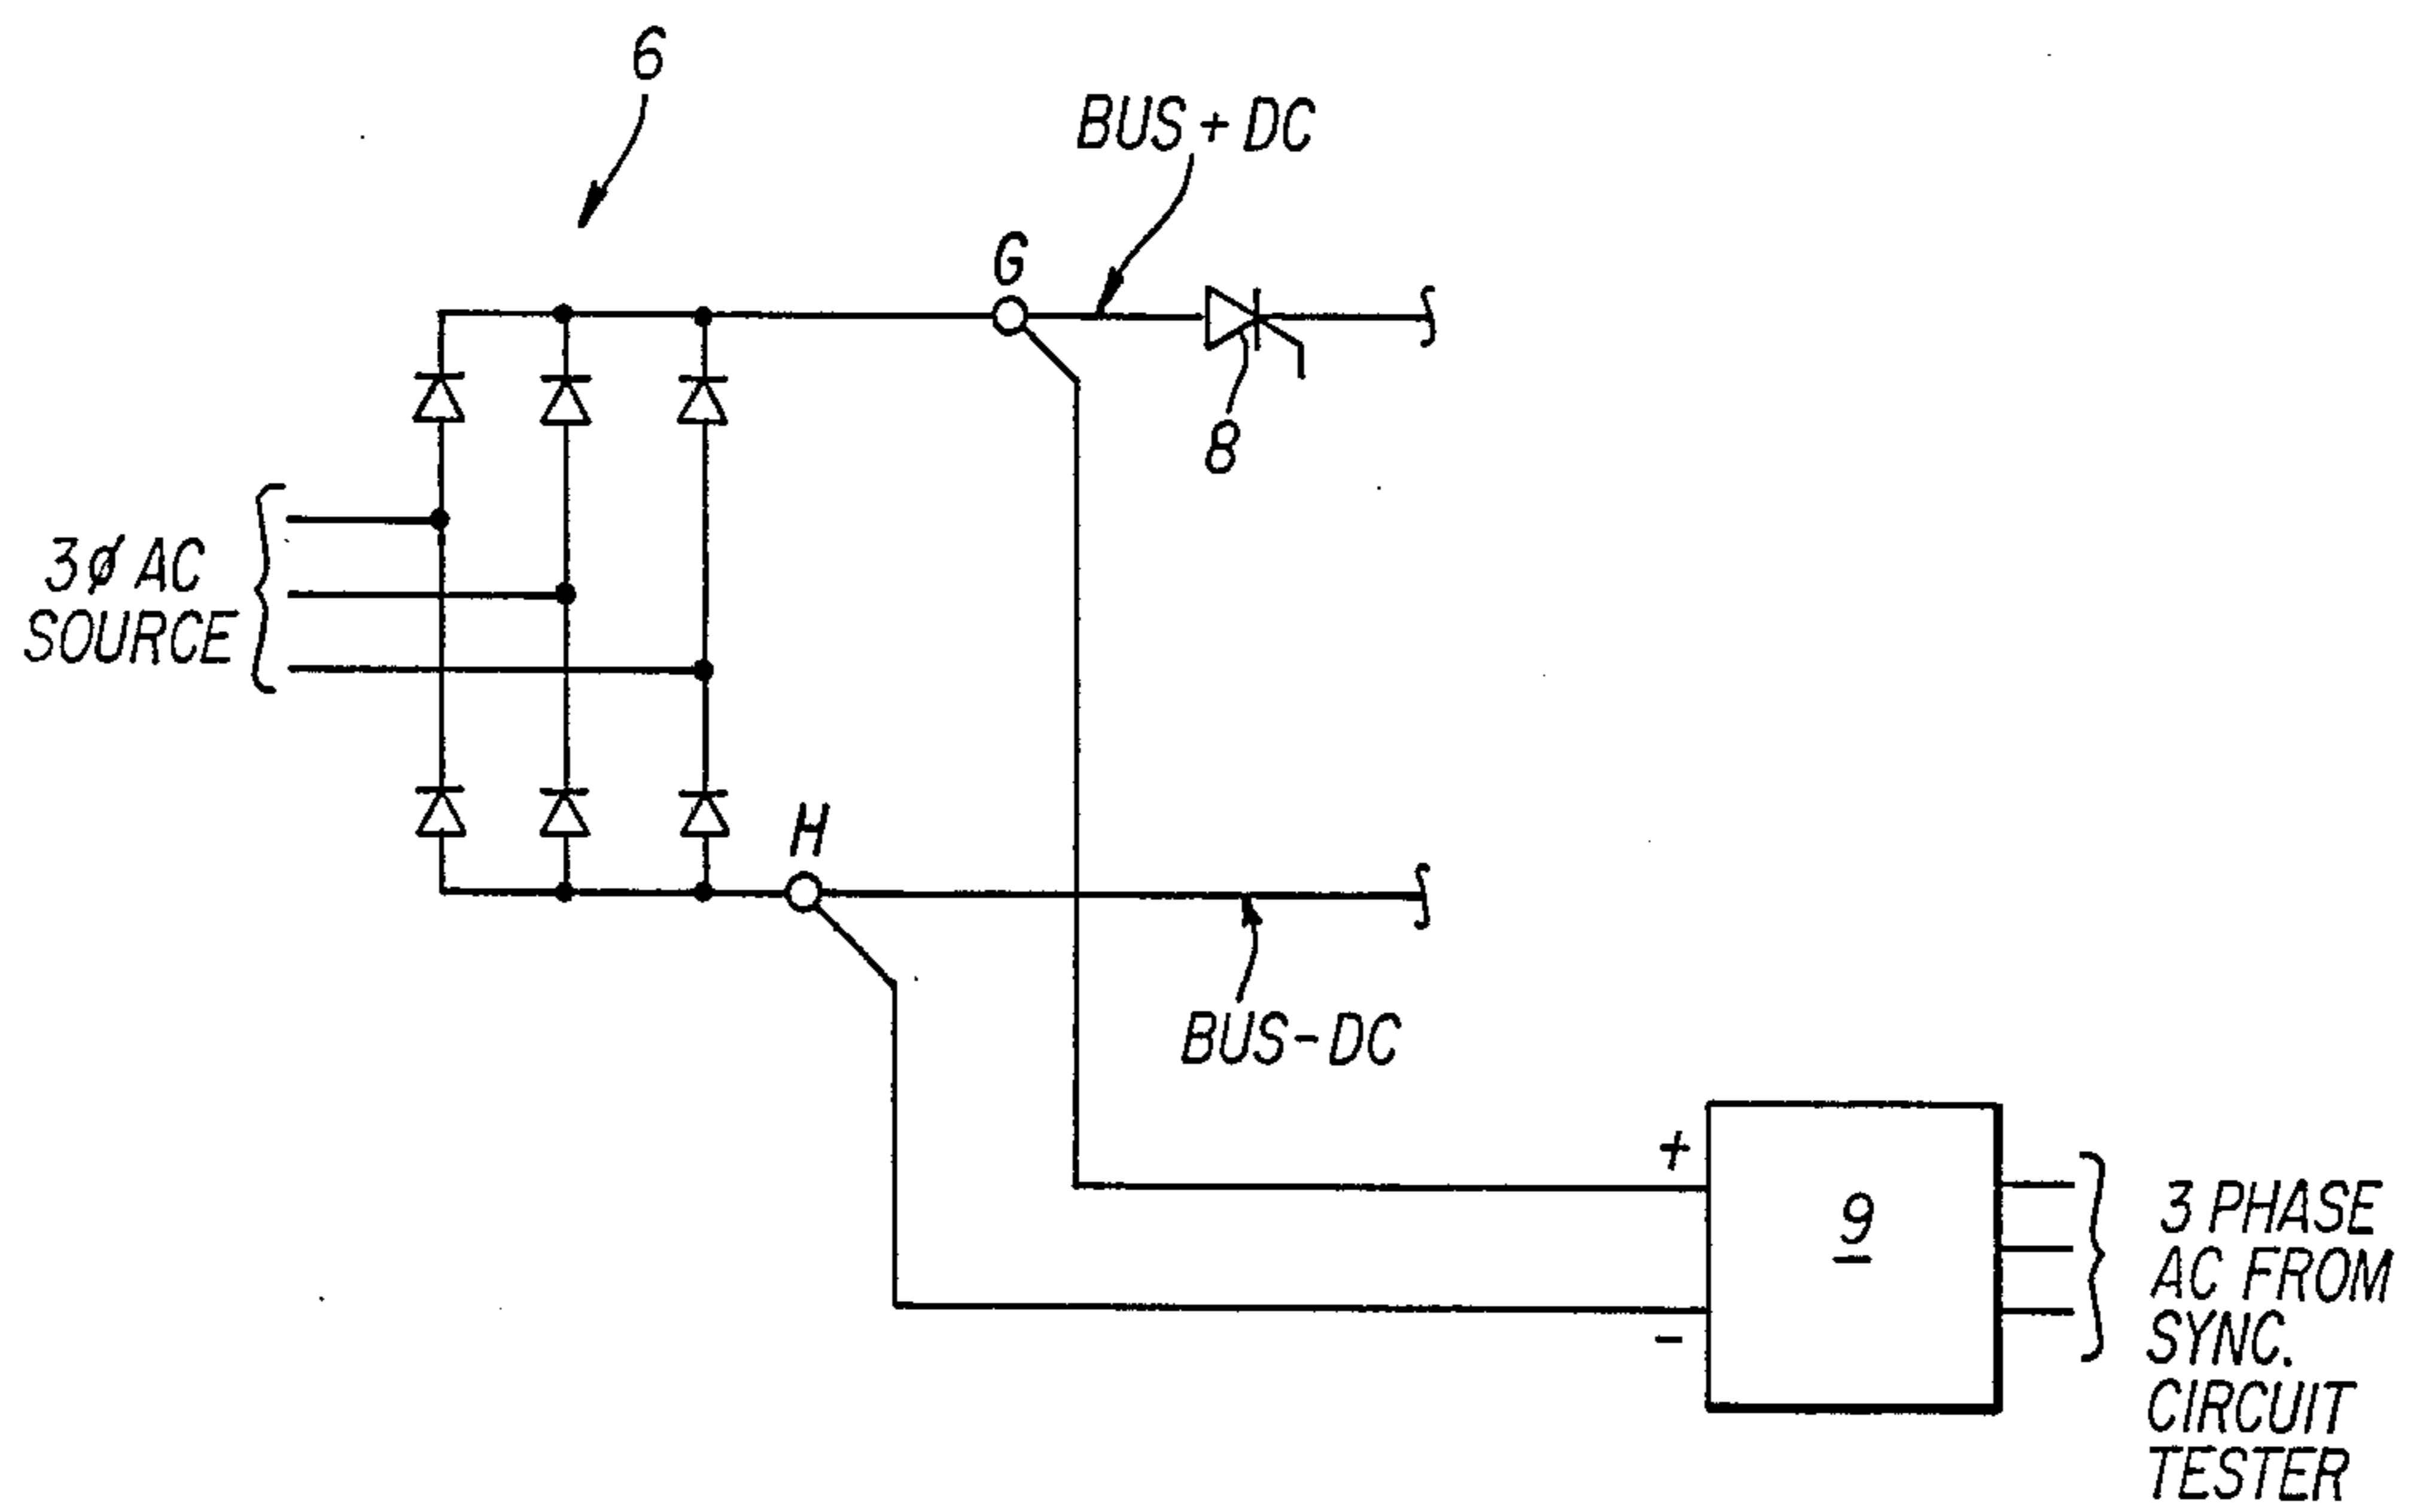 6
BUS + DC
G
8
3Ø AC
SOURCE
H
BUS - DC
+
9
-
3 PHASE
AC FROM
SYNC.
CIRCUIT
TESTER